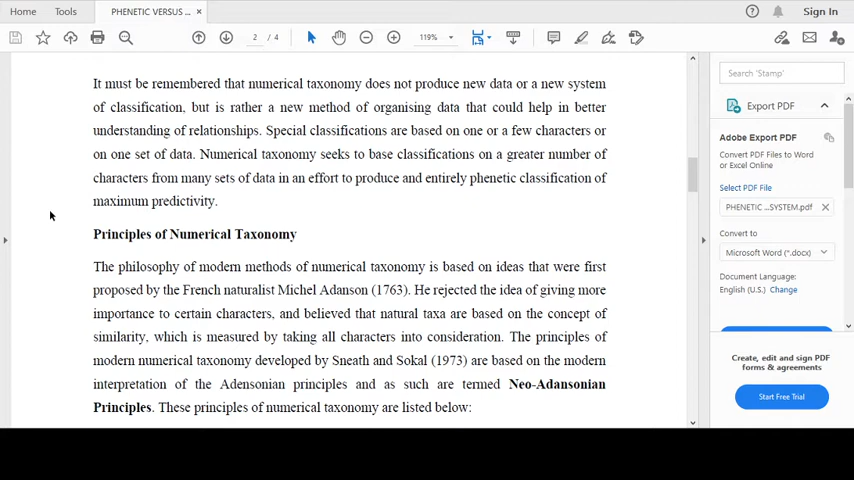 Home Tools PHENETIC VERSUS ... × Sign In
2 / 4 119%
It must be remembered that numerical taxonomy does not produce new data or a new system
of classification, but is rather a new method of organising data that could help in better
understanding of relationships. Special classifications are based on one or a few characters or
on one set of data. Numerical taxonomy seeks to base classifications on a greater number of
characters from many sets of data in an effort to produce and entirely phenetic classification of
maximum predictivity.
Principles of Numerical Taxonomy
The philosophy of modern methods of numerical taxonomy is based on ideas that were first
proposed by the French naturalist Michel Adanson (1763). He rejected the idea of giving more
importance to certain characters, and believed that natural taxa are based on the concept of
similarity, which is measured by taking all characters into consideration. The principles of
modern numerical taxonomy developed by Sneath and Sokal (1973) are based on the modern
interpretation of the Adensonian principles and as such are termed Neo-Adansonian
Principles. These principles of numerical taxonomy are listed below:
Search 'Stamp'
Export PDF
Adobe Export PDF
Convert PDF Files to Word
or Excel Online
Select PDF File
PHENETIC ...SYSTEM.pdf
Convert to
Microsoft Word (*.docx)
Document Language:
English (U.S.) Change
Create, edit and sign PDF
forms & agreements
Start Free Trial